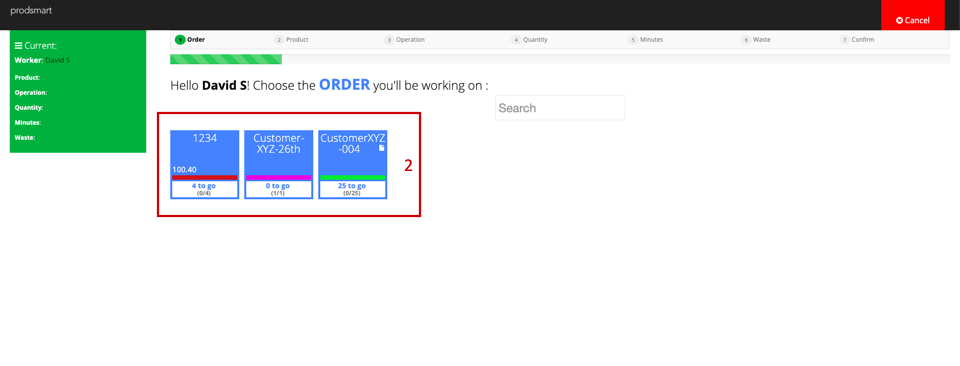 prodsmart
Cancel
Current:
Worker: David S
Product:
Operation:
Quantity:
Minutes:
Waste:
1 Order
2 Product
3 Operation
4 Quantity
5 Minutes
6 Waste
7 Confirm
Hello David S! Choose the ORDER you'll be working on :
Search
1234
100.40
4 to go
(0/4)
Customer-
XYZ-26th
0 to go
(1/1)
CustomerXYZ
-004
25 to go
(0/25)
2